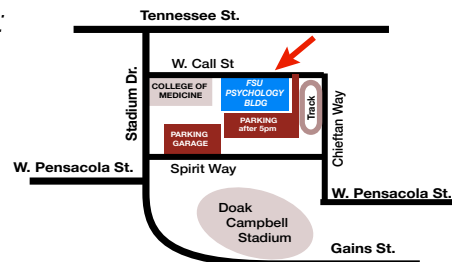 Tennessee St.
W. Call St
COLLEGE OF
MEDICINE
FSU
PSYCHOLOGY
BLDG
Stadium Dr.
Track
Chieftan Way
PARKING
after 5pm
PARKING
GARAGE
W. Pensacola St.
Spirit Way
W. Pensacola St.
Doak
Campbell
Stadium
Gains St.